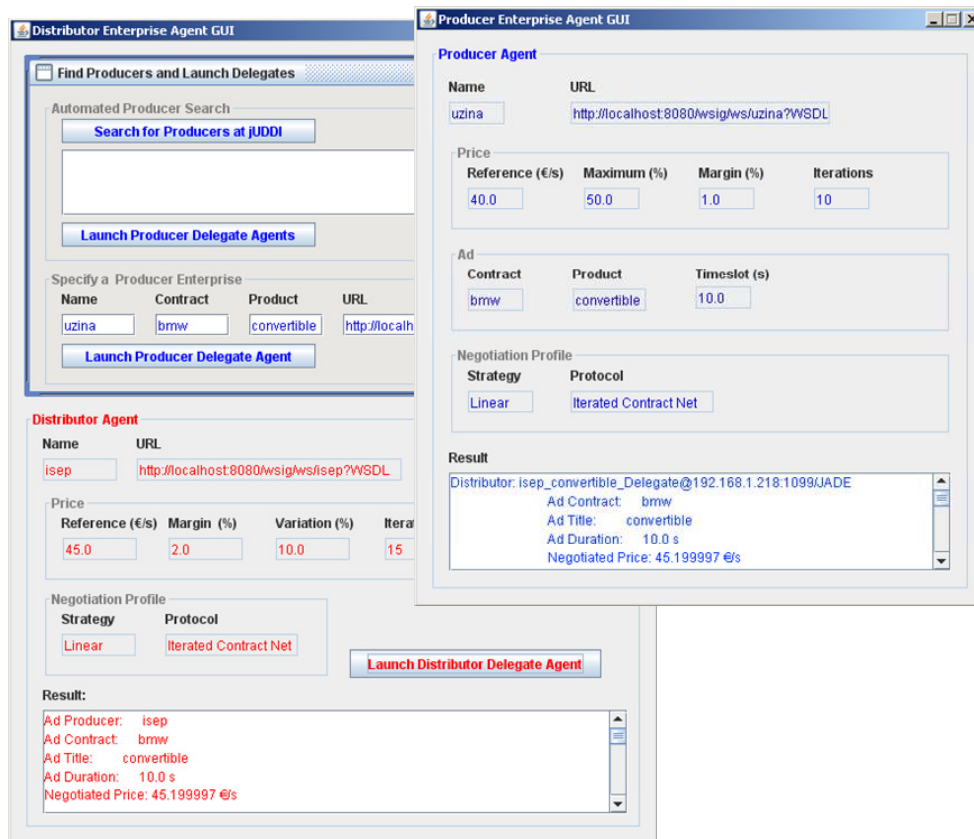 Distributor Enterprise Agent GUI
Find Producers and Launch Delegates
Automated Producer Search
Search for Producers at jUDDI
Launch Producer Delegate Agents
Specify a Producer Enterprise
Name Contract Product URL
uzina bmw convertible http://localh
Launch Producer Delegate Agent
Distributor Agent
Name URL
isep http://localhost:8080/wsig/ws/isep?WSDL
Price
Reference (€/s) Margin (%) Variation (%) Iterat
45.0 2.0 10.0 15
Negotiation Profile
Strategy Protocol
Linear Iterated Contract Net
Launch Distributor Delegate Agent
Result:
Ad Producer: isep
Ad Contract: bmw
Ad Title: convertible
Ad Duration: 10.0 s
Negotiated Price: 45.199997 €/s
Producer Enterprise Agent GUI
Producer Agent
Name URL
uzina http://localhost:8080/wsig/ws/uzina?WSDL
Price
Reference (€/s) Maximum (%) Margin (%) Iterations
40.0 50.0 1.0 10
Ad
Contract Product Timeslot (s)
bmw convertible 10.0
Negotiation Profile
Strategy Protocol
Linear Iterated Contract Net
Result
Distributor: isep_convertible_Delegate@192.168.1.218:1099/JADE
Ad Contract: bmw
Ad Title: convertible
Ad Duration: 10.0 s
Negotiated Price: 45.199997 €/s